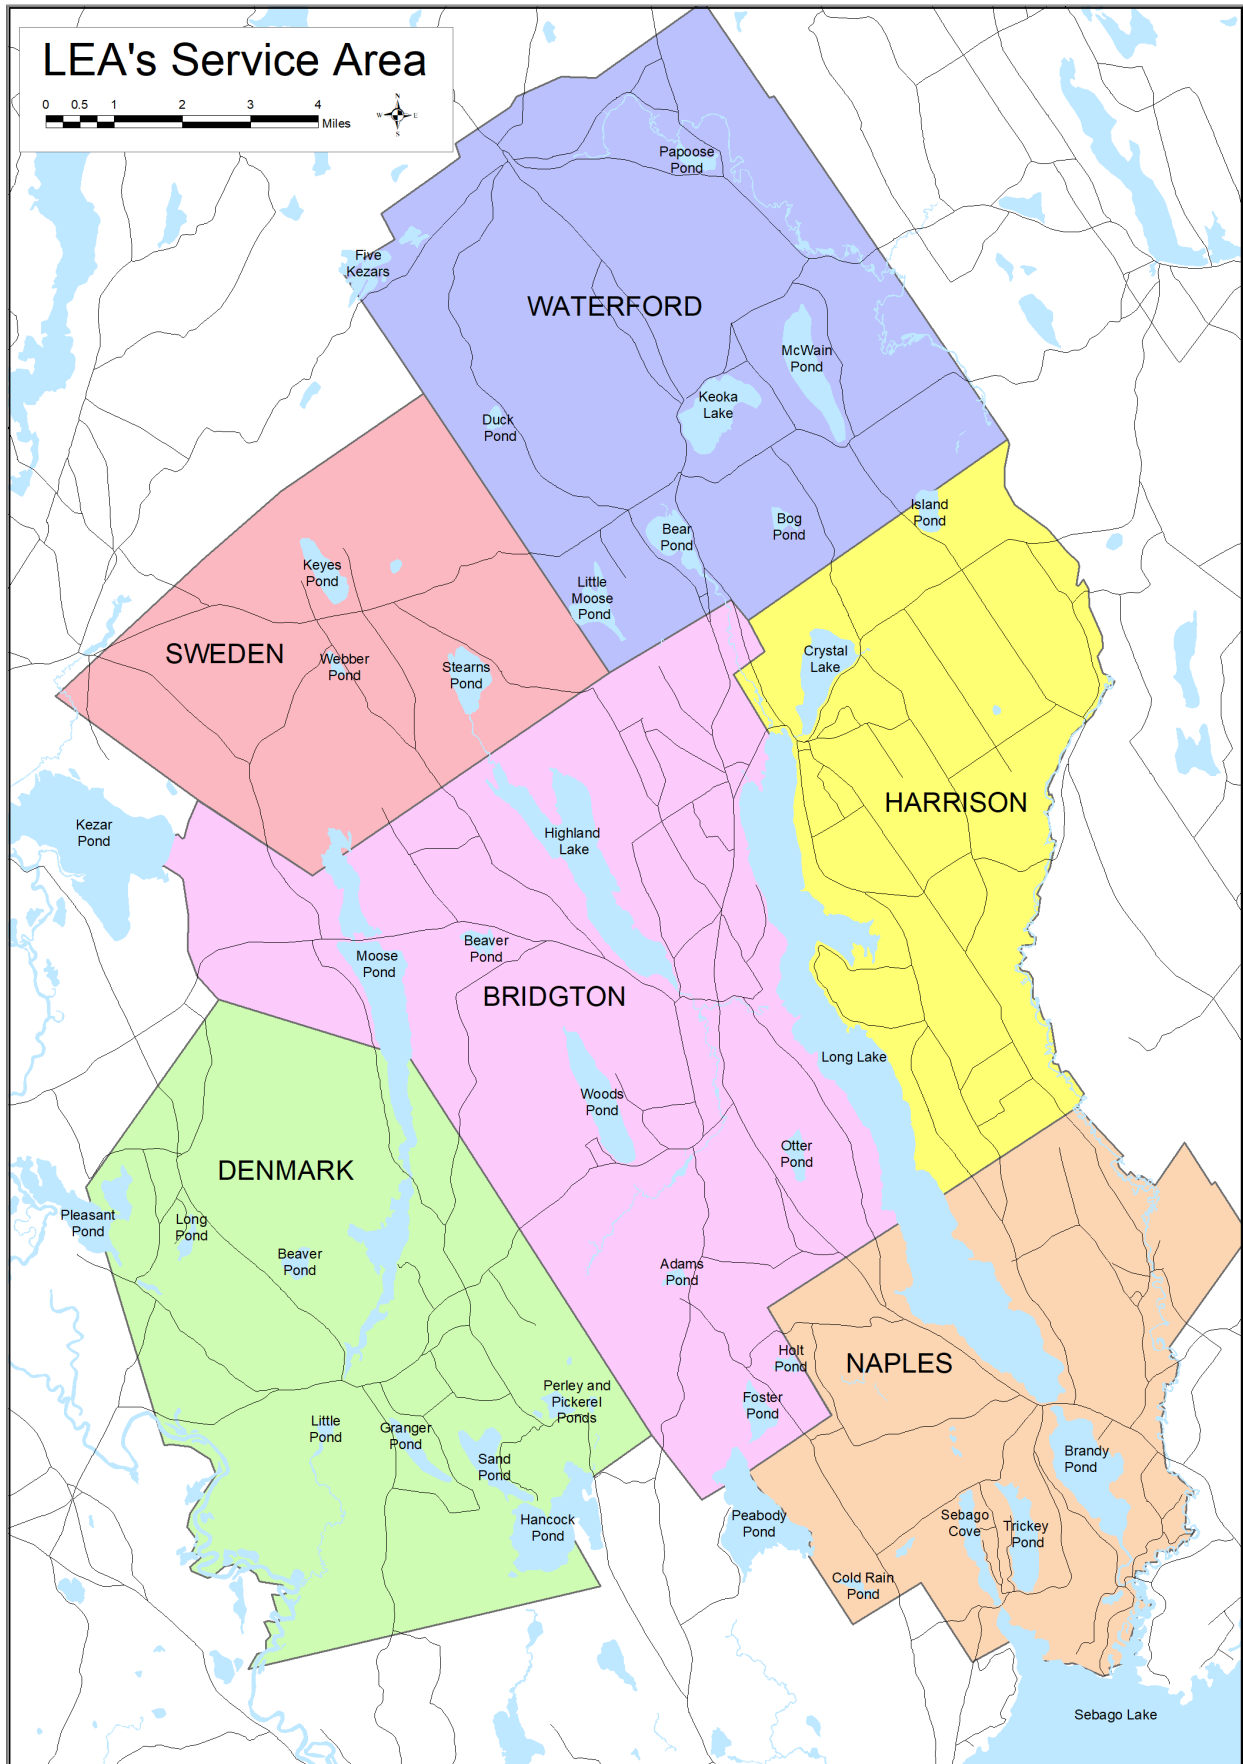 LEA's Service Area
0 0.5 1 2 3 4
Miles
N
W E
S
Papoose
Pond
Five
Kezars
WATERFORD
McWain
Pond
Keoka
Lake
Duck
Pond
Island
Pond
Bog
Pond
Bear
Pond
Keyes
Pond
Little
Moose
Pond
SWEDEN
Webber
Pond
Stearns
Pond
Crystal
Lake
HARRISON
Kezar
Pond
Highland
Lake
Beaver
Pond
Moose
Pond
BRIDGTON
Long Lake
Woods
Pond
Otter
Pond
DENMARK
Pleasant
Pond
Long
Pond
Beaver
Pond
Adams
Pond
Holt
Pond
NAPLES
Perley and
Pickerel
Ponds
Foster
Pond
Little
Pond
Granger
Pond
Sand
Pond
Brandy
Pond
Hancock
Pond
Peabody
Pond
Sebago
Cove
Trickey
Pond
Cold Rain
Pond
Sebago Lake